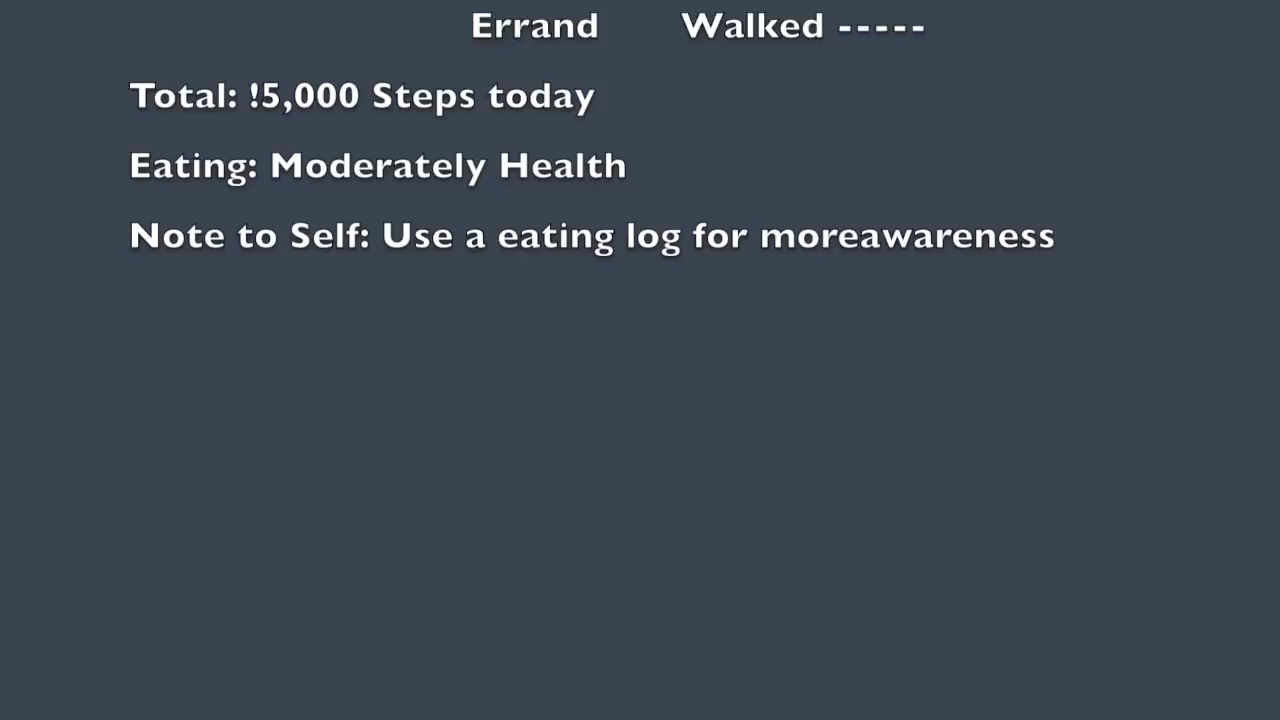 Errand Walked -----
Total: !5,000 Steps today
Eating: Moderately Health
Note to Self: Use a eating log for moreawareness